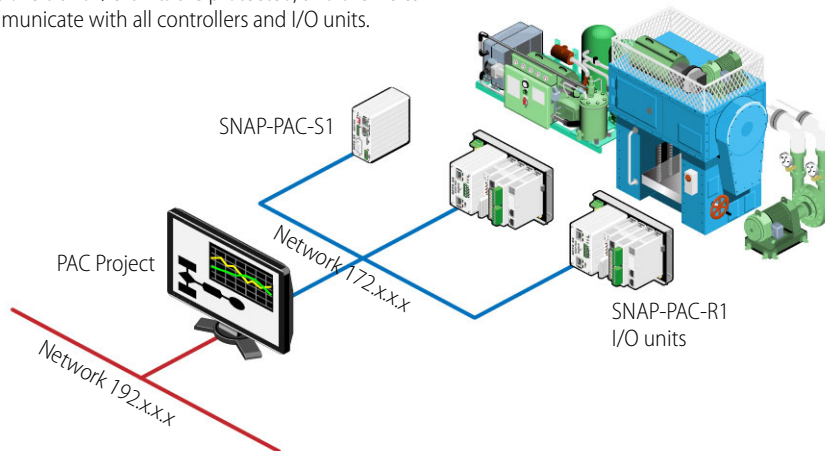 municate with all controllers and I/O units.
SNAP-PAC-S1
PAC Project
Network 172.x.x.x
SNAP-PAC-R1
I/O units
Network 192.x.x.x